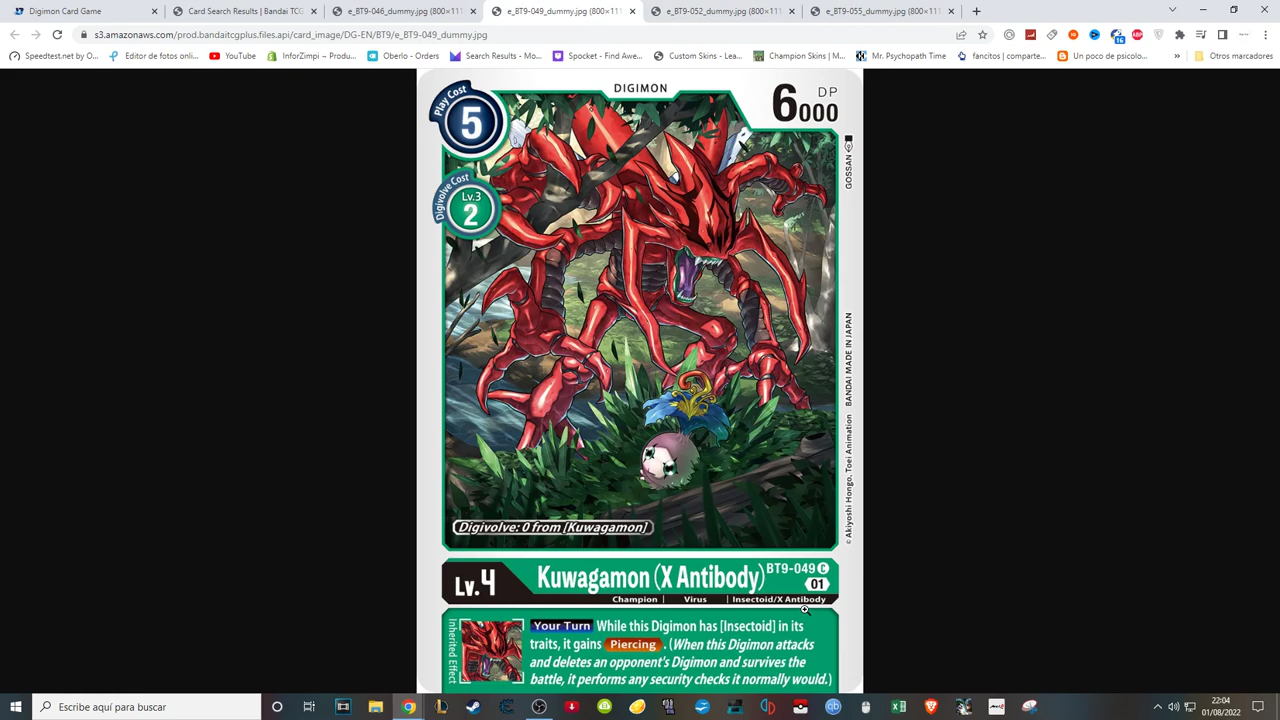 Digimon Card Game
Card Search Results | Bandai TCG
e_BT9-046_dummy.jpg (800×111
e_BT9-049_dummy.jpg (800×111
e_BT9-052_dummy.jpg (800×111
e_BT9-055_dummy.jpg (800×111
s3.amazonaws.com/prod.bandaitcgplus.files.api/card_image/DG-EN/BT9/e_BT9-049_dummy.jpg
16
ABP
Speedtest.net by O...
Editor de fotos onli...
YouTube
InforZimpi – Produ...
Oberlo - Orders
Search Results - Mo...
Spocket - Find Awe...
Custom Skins - Lea...
Champion Skins | M...
Mr. Psychopath Time
fancitos | comparte...
Un poco de psicolo...
»
Otros marcadores
Play Cost
5
DIGIMON
DP
6000
Digivolve Cost
Lv.3
2
GOSSAN
© Akiyoshi Hongo, Toei Animation BANDAI MADE IN JAPAN
Digivolve: 0 from [Kuwagamon]
Lv.4
Kuwagamon (X Antibody)
BT9-049 C
01
Champion | Virus | Insectoid/X Antibody
Inherited Effect
Your Turn While this Digimon has [Insectoid] in its
traits, it gains Piercing. (When this Digimon attacks
and deletes an opponent's Digimon and survives the
battle, it performs any security checks it normally would.)
Escribe aquí para buscar
22:04
01/08/2022